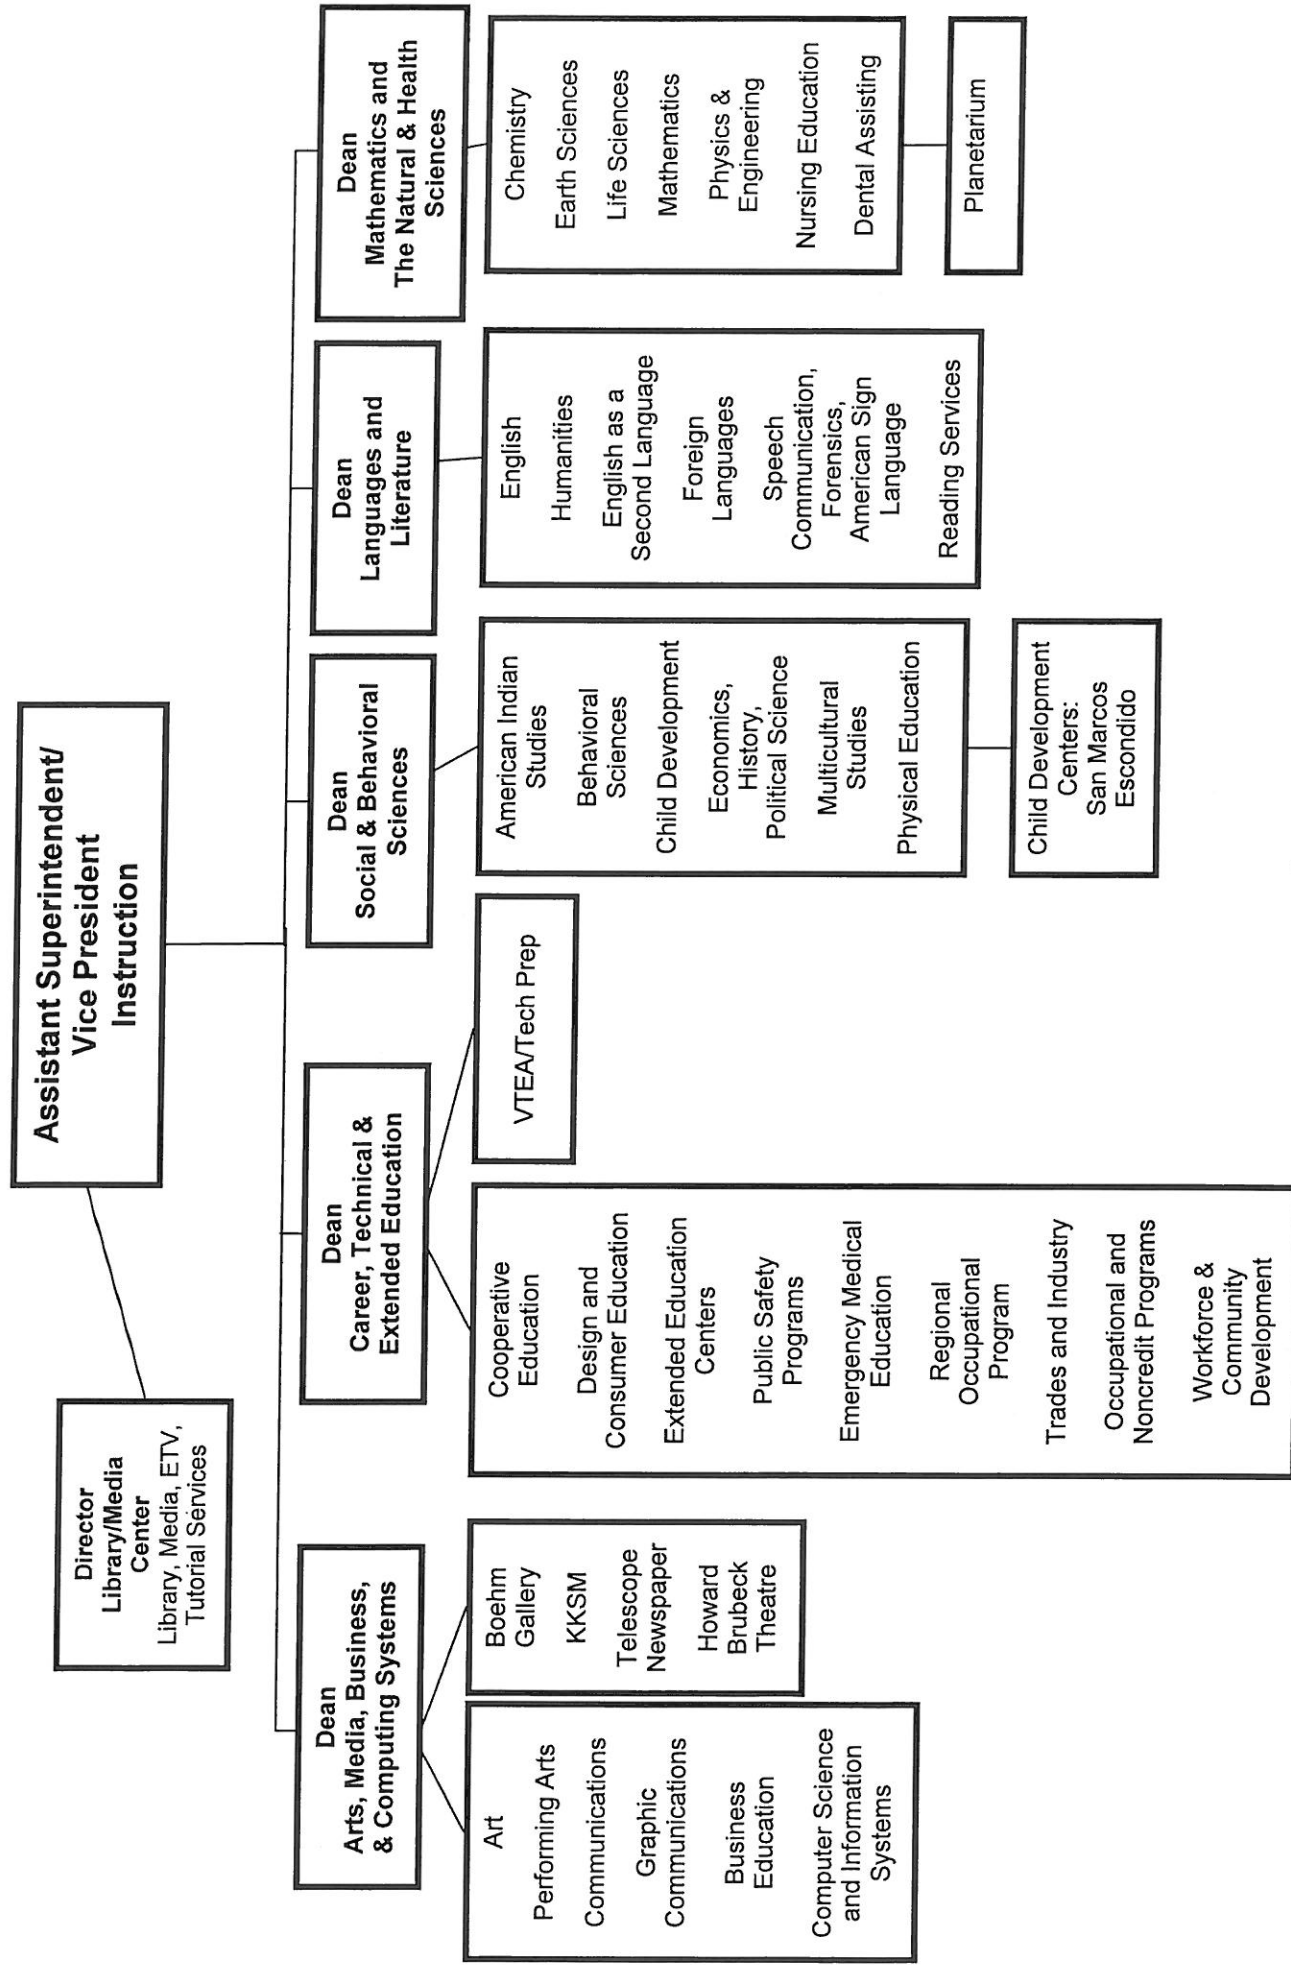 Assistant Superintendent/
Vice President
Instruction
Director
Library/Media
Center
Library, Media, ETV,
Tutorial Services
Dean
Arts, Media, Business,
& Computing Systems
Art
Performing Arts
Communications
Graphic
Communications
Business
Education
Computer Science
and Information
Systems
Boehm
Gallery
KKSM
Telescope
Newspaper
Howard
Brubeck
Theatre
Dean
Career, Technical &
Extended Education
Cooperative
Education
Design and
Consumer Education
Extended Education
Centers
Public Safety
Programs
Emergency Medical
Education
Regional
Occupational
Program
Trades and Industry
Occupational and
Noncredit Programs
Workforce &
Community
Development
VTEA/Tech Prep
Dean
Social & Behavioral
Sciences
American Indian
Studies
Behavioral
Sciences
Child Development
Economics,
History,
Political Science
Multicultural
Studies
Physical Education
Child Development
Centers:
San Marcos
Escondido
Dean
Languages and
Literature
English
Humanities
English as a
Second Language
Foreign
Languages
Speech
Communication,
Forensics,
American Sign
Language
Reading Services
Dean
Mathematics and
The Natural & Health
Sciences
Chemistry
Earth Sciences
Life Sciences
Mathematics
Physics &
Engineering
Nursing Education
Dental Assisting
Planetarium